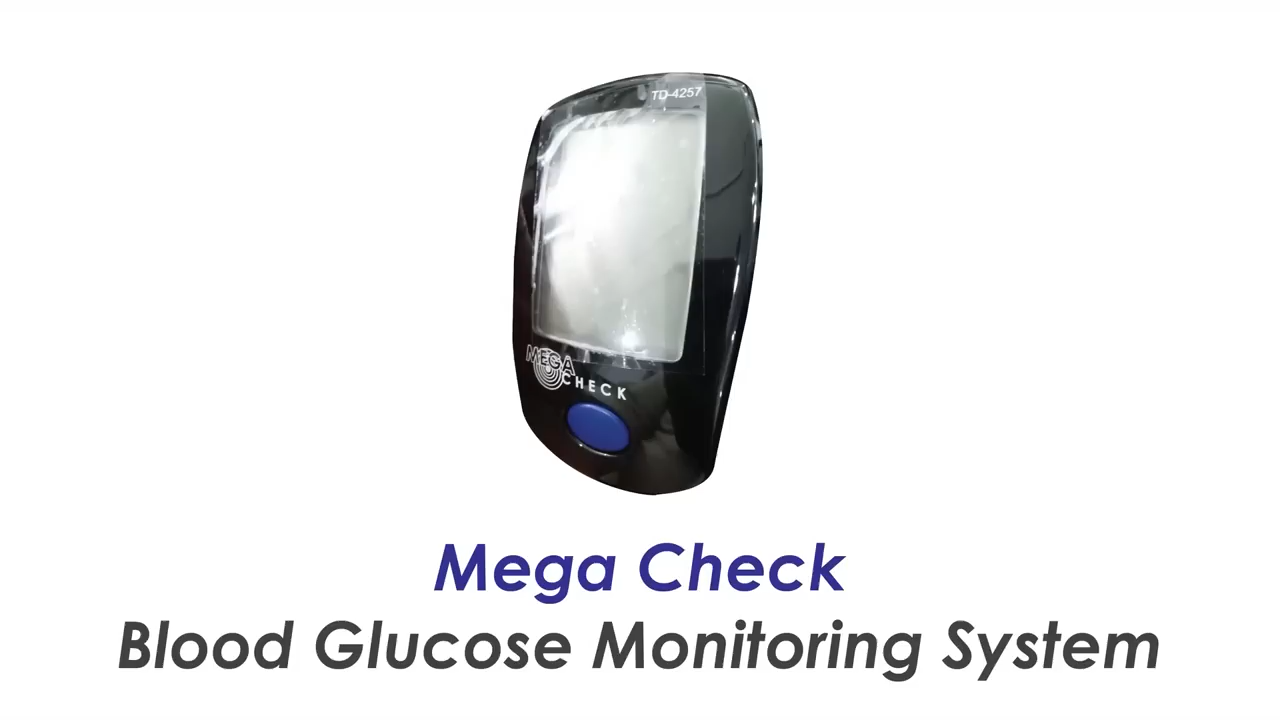 TD-4257
MEGA
CHECK
Mega Check
Blood Glucose Monitoring System